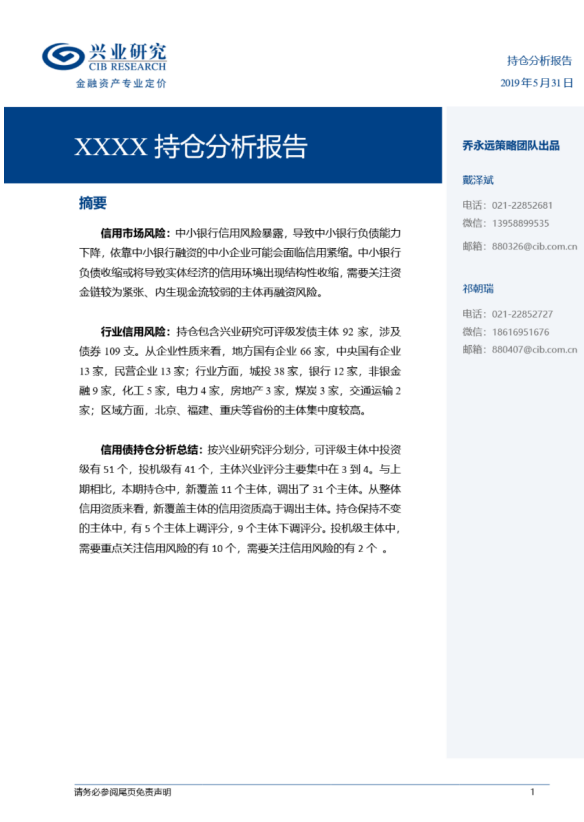 兴业研究
CIB RESEARCH
金融资产专业定价
持仓分析报告
2019年5月31日
XXXX 持仓分析报告
摘要
信用市场风险：中小银行信用风险暴露，导致中小银行负债能力
下降，依靠中小银行融资的中小企业可能会面临信用紧缩。中小银行
负债收缩或将导致实体经济的信用环境出现结构性收缩，需要关注资
金链较为紧张、内生现金流较弱的主体再融资风险。
行业信用风险：持仓包含兴业研究可评级发债主体 92 家，涉及
债券 109 支。从企业性质来看，地方国有企业 66 家，中央国有企业
13 家，民营企业 13 家；行业方面，城投 38 家，银行 12 家，非银金
融 9 家，化工 5 家，电力 4 家，房地产 3 家，煤炭 3 家，交通运输 2
家；区域方面，北京、福建、重庆等省份的主体集中度较高。
信用债持仓分析总结：按兴业研究评分划分，可评级主体中投资
级有 51 个，投机级有 41 个，主体兴业评分主要集中在 3 到 4。与上
期相比，本期持仓中，新覆盖 11 个主体，调出了 31 个主体。从整体
信用资质来看，新覆盖主体的信用资质高于调出主体。持仓保持不变
的主体中，有 5 个主体上调评分，9 个主体下调评分。投机级主体中，
需要重点关注信用风险的有 10 个，需要关注信用风险的有 2 个 。
乔永远策略团队出品
戴泽斌
电话：021-22852681
微信：13958899535
邮箱：880326@cib.com.cn
祁朝瑞
电话：021-22852727
微信：18616951676
邮箱：880407@cib.com.cn
请务必参阅尾页免责声明
1